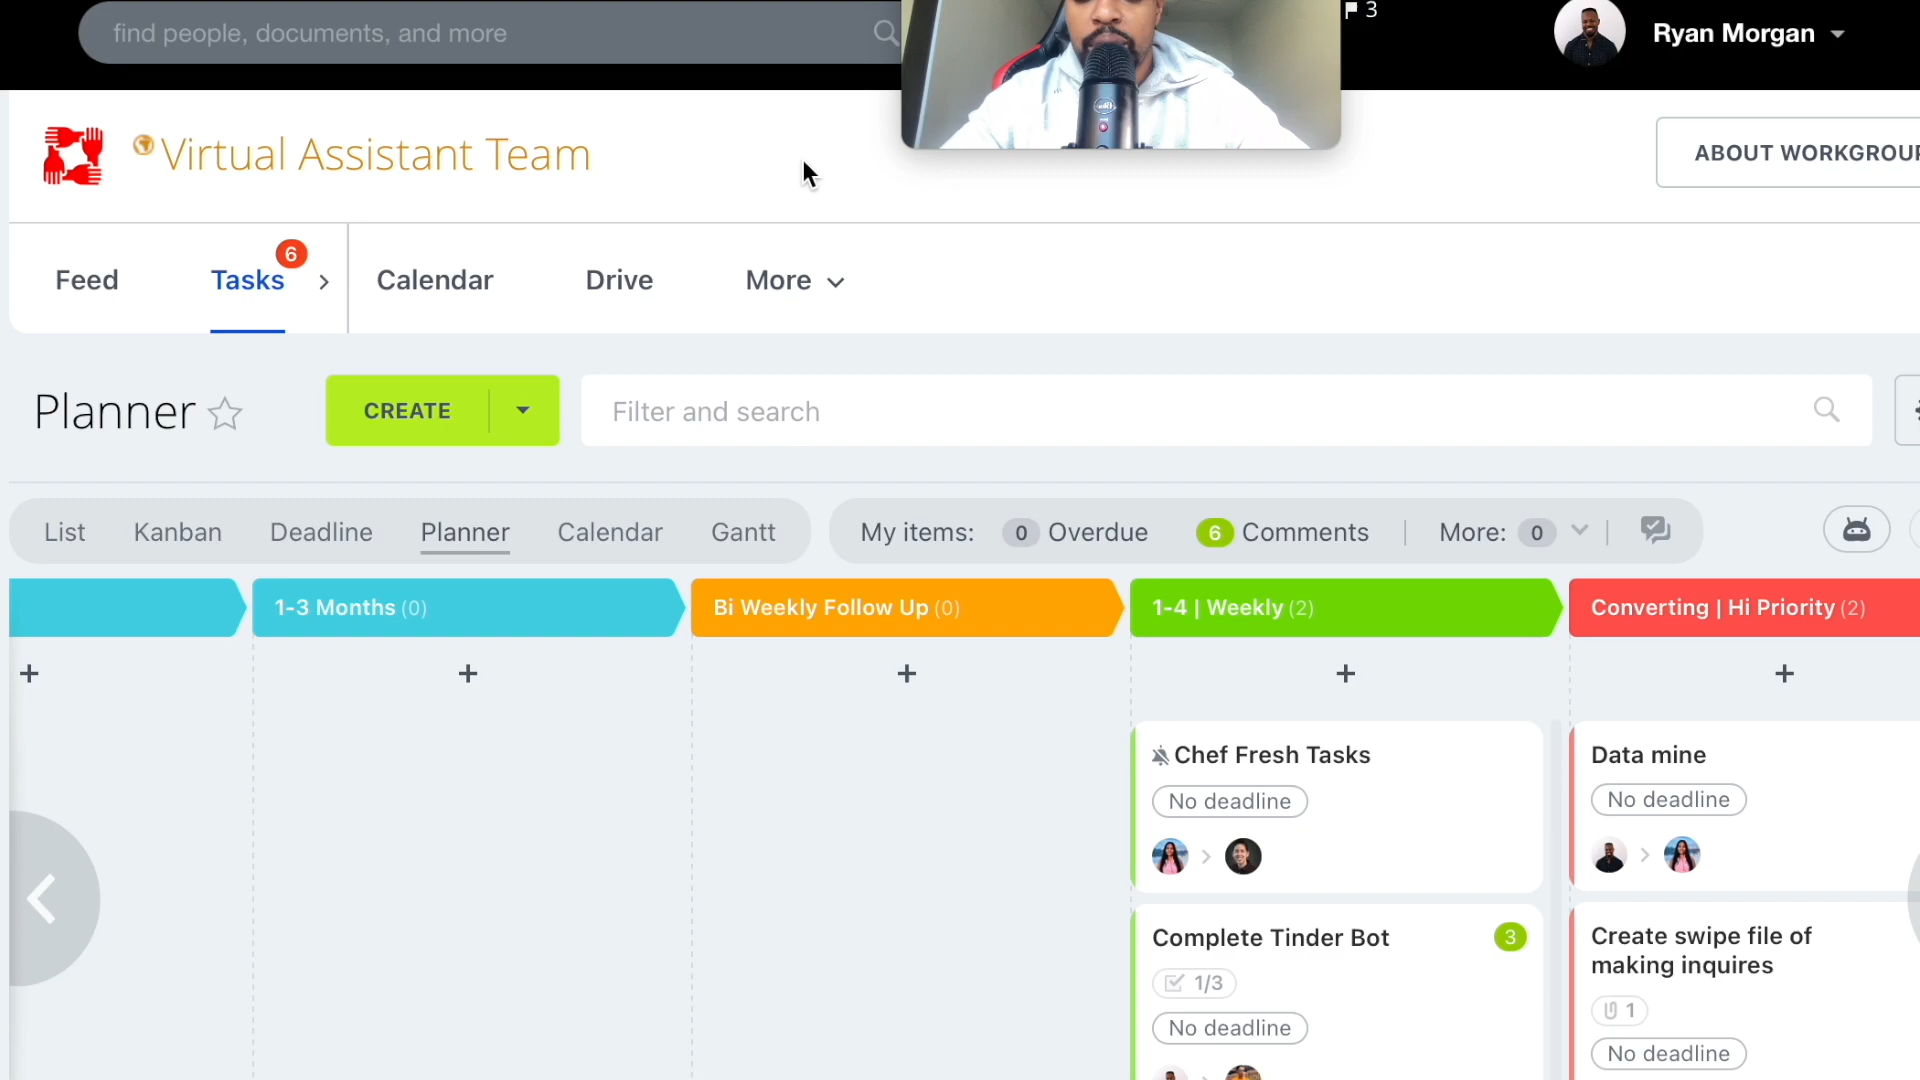 find people, documents, and more
3
Ryan Morgan
Virtual Assistant Team
ABOUT WORKGROUP
Feed
Tasks
6
Calendar
Drive
More
Planner
CREATE
Filter and search
List
Kanban
Deadline
Planner
Calendar
Gantt
My items:
0 Overdue
6 Comments
More: 0
1-3 Months (0)
Bi Weekly Follow Up (0)
1-4 | Weekly (2)
Converting | Hi Priority (2)
Chef Fresh Tasks
No deadline
Data mine
No deadline
Complete Tinder Bot
3
1/3
No deadline
Create swipe file of
making inquires
1
No deadline